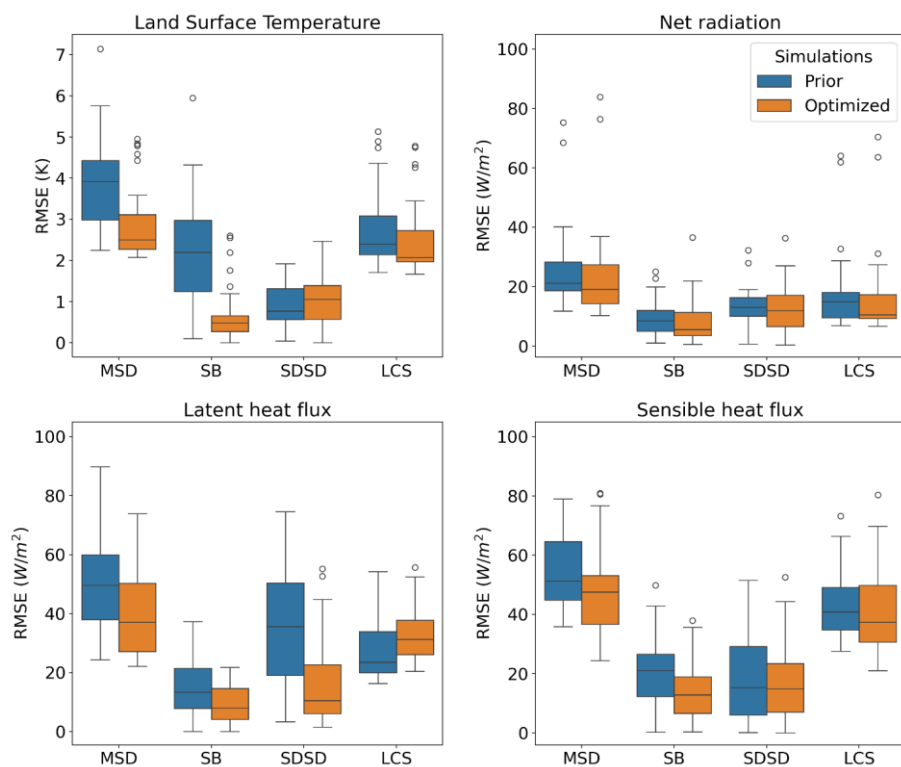 Land Surface Temperature
RMSE (K)
7
6
5
4
3
2
1
0
MSD SB SDSD LCS
Net radiation
RMSE (W/m²)
100
80
60
40
20
0
Simulations
Prior
Optimized
MSD SB SDSD LCS
Latent heat flux
RMSE (W/m²)
100
80
60
40
20
0
MSD SB SDSD LCS
Sensible heat flux
RMSE (W/m²)
100
80
60
40
20
0
MSD SB SDSD LCS